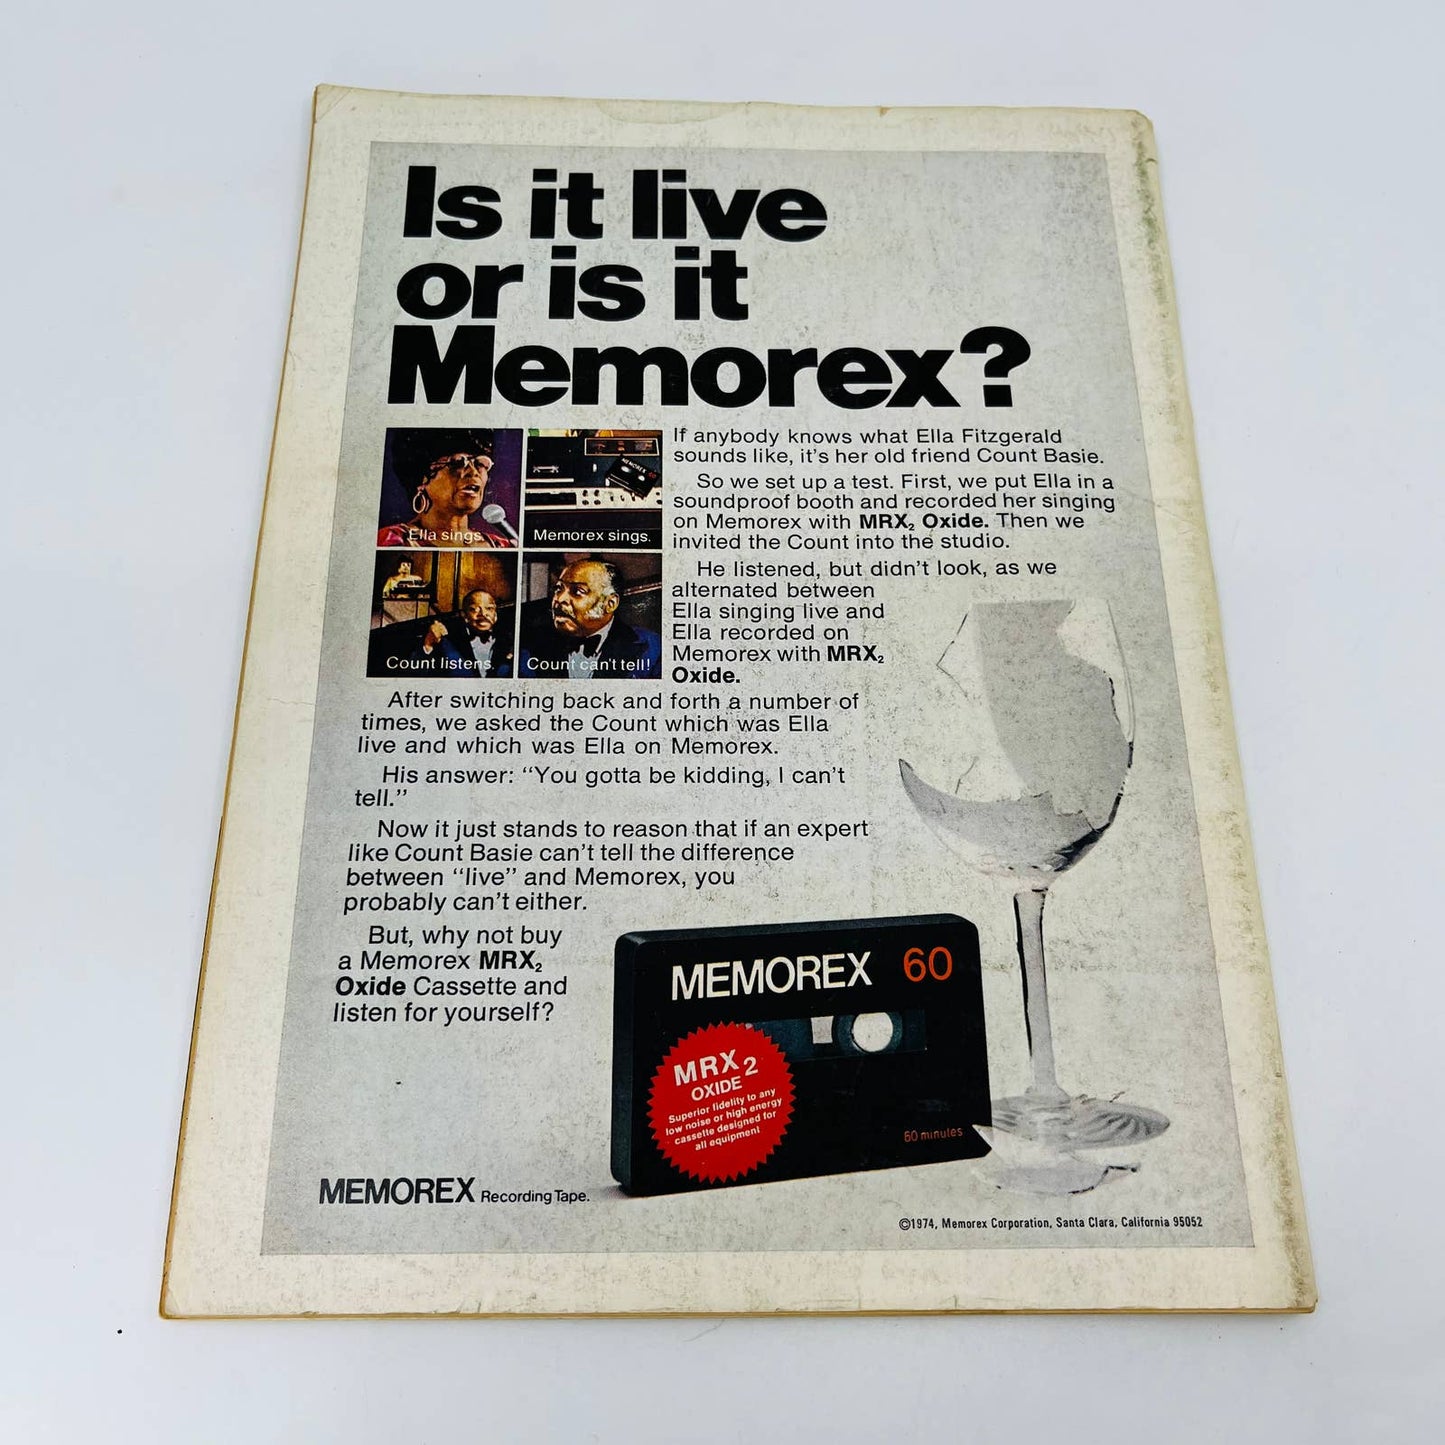 Is it live
or is it
Memorex?
Ella sings.
Memorex sings.
Count listens.
Count can't tell!
If anybody knows what Ella Fitzgerald
sounds like, it's her old friend Count Basie.
So we set up a test. First, we put Ella in a
soundproof booth and recorded her singing
on Memorex with MRX₂ Oxide. Then we
invited the Count into the studio.
He listened, but didn't look, as we
alternated between
Ella singing live and
Ella recorded on
Memorex with MRX₂
Oxide.
After switching back and forth a number of
times, we asked the Count which was Ella
live and which was Ella on Memorex.
His answer: "You gotta be kidding, I can't
tell."
Now it just stands to reason that if an expert
like Count Basie can't tell the difference
between "live" and Memorex, you
probably can't either.
But, why not buy
a Memorex MRX₂
Oxide Cassette and
listen for yourself?
MEMOREX 60
MRX 2
OXIDE
Superior fidelity to any
low noise or high energy
cassette designed for
all equipment
60 minutes
MEMOREX Recording Tape.
©1974, Memorex Corporation, Santa Clara, California 95052
MEMOREX 60